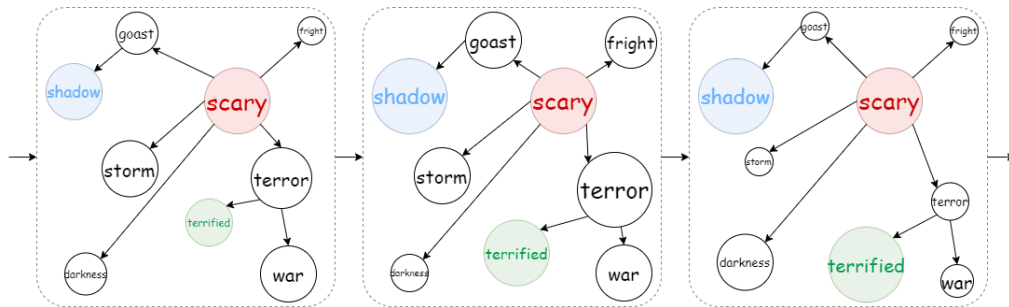 goast
fright
shadow
scary
storm
terror
terrified
darkness
war
goast
fright
shadow
scary
storm
terror
terrified
darkness
war
goast
fright
shadow
scary
storm
terror
darkness
terrified
war